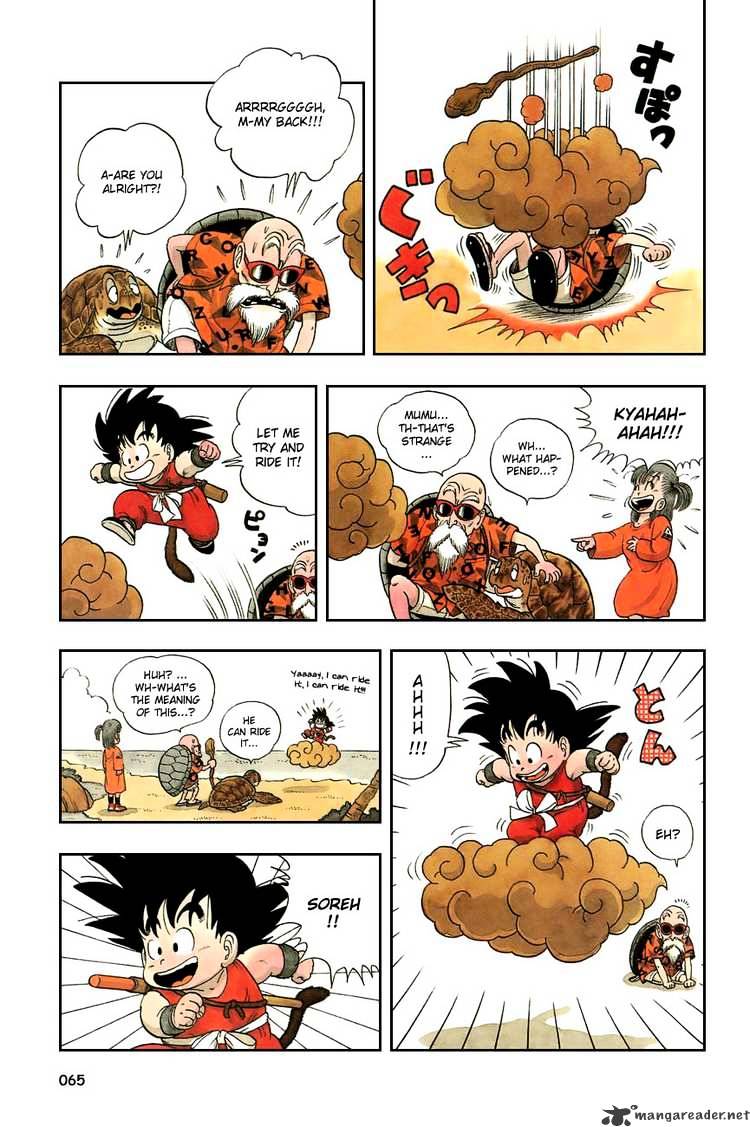 すぽっ
ぐきっ
ARRRRGGGGH,
M-MY BACK!!!
A-ARE YOU
ALRIGHT?!
KYAHAH-
AHAH!!!
WH...
WHAT HAP-
PENED...?
MUMU...
TH-THAT'S
STRANGE
...
LET ME
TRY AND
RIDE IT!
ピョン
AHHH
!!!
とん
EH?
Yaaaay, I can ride
it, I can ride it!!!
HE
CAN RIDE
IT...
HUH? ...
WH-WHAT'S
THE MEANING
OF THIS...?
SOREH
!!
065
mangareader.net